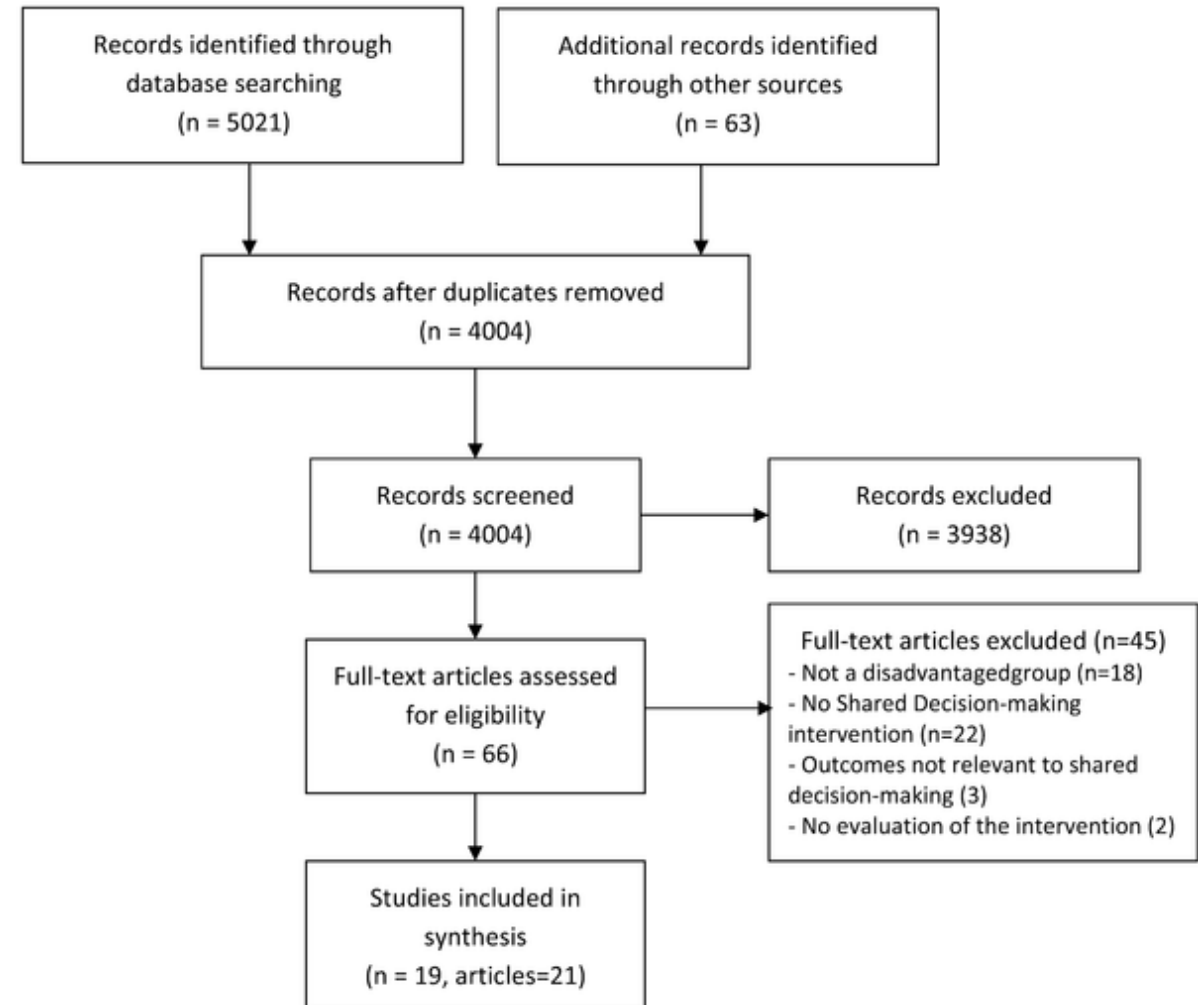 Records identified through
database searching
(n = 5021)
Additional records identified
through other sources
(n = 63)
Records after duplicates removed
(n = 4004)
Records screened
(n = 4004)
Records excluded
(n = 3938)
Full-text articles assessed
for eligibility
(n = 66)
Full-text articles excluded (n=45)
- Not a disadvantagedgroup (n=18)
- No Shared Decision-making
intervention (n=22)
- Outcomes not relevant to shared
decision-making (3)
- No evaluation of the intervention (2)
Studies included in
synthesis
(n = 19, articles=21)